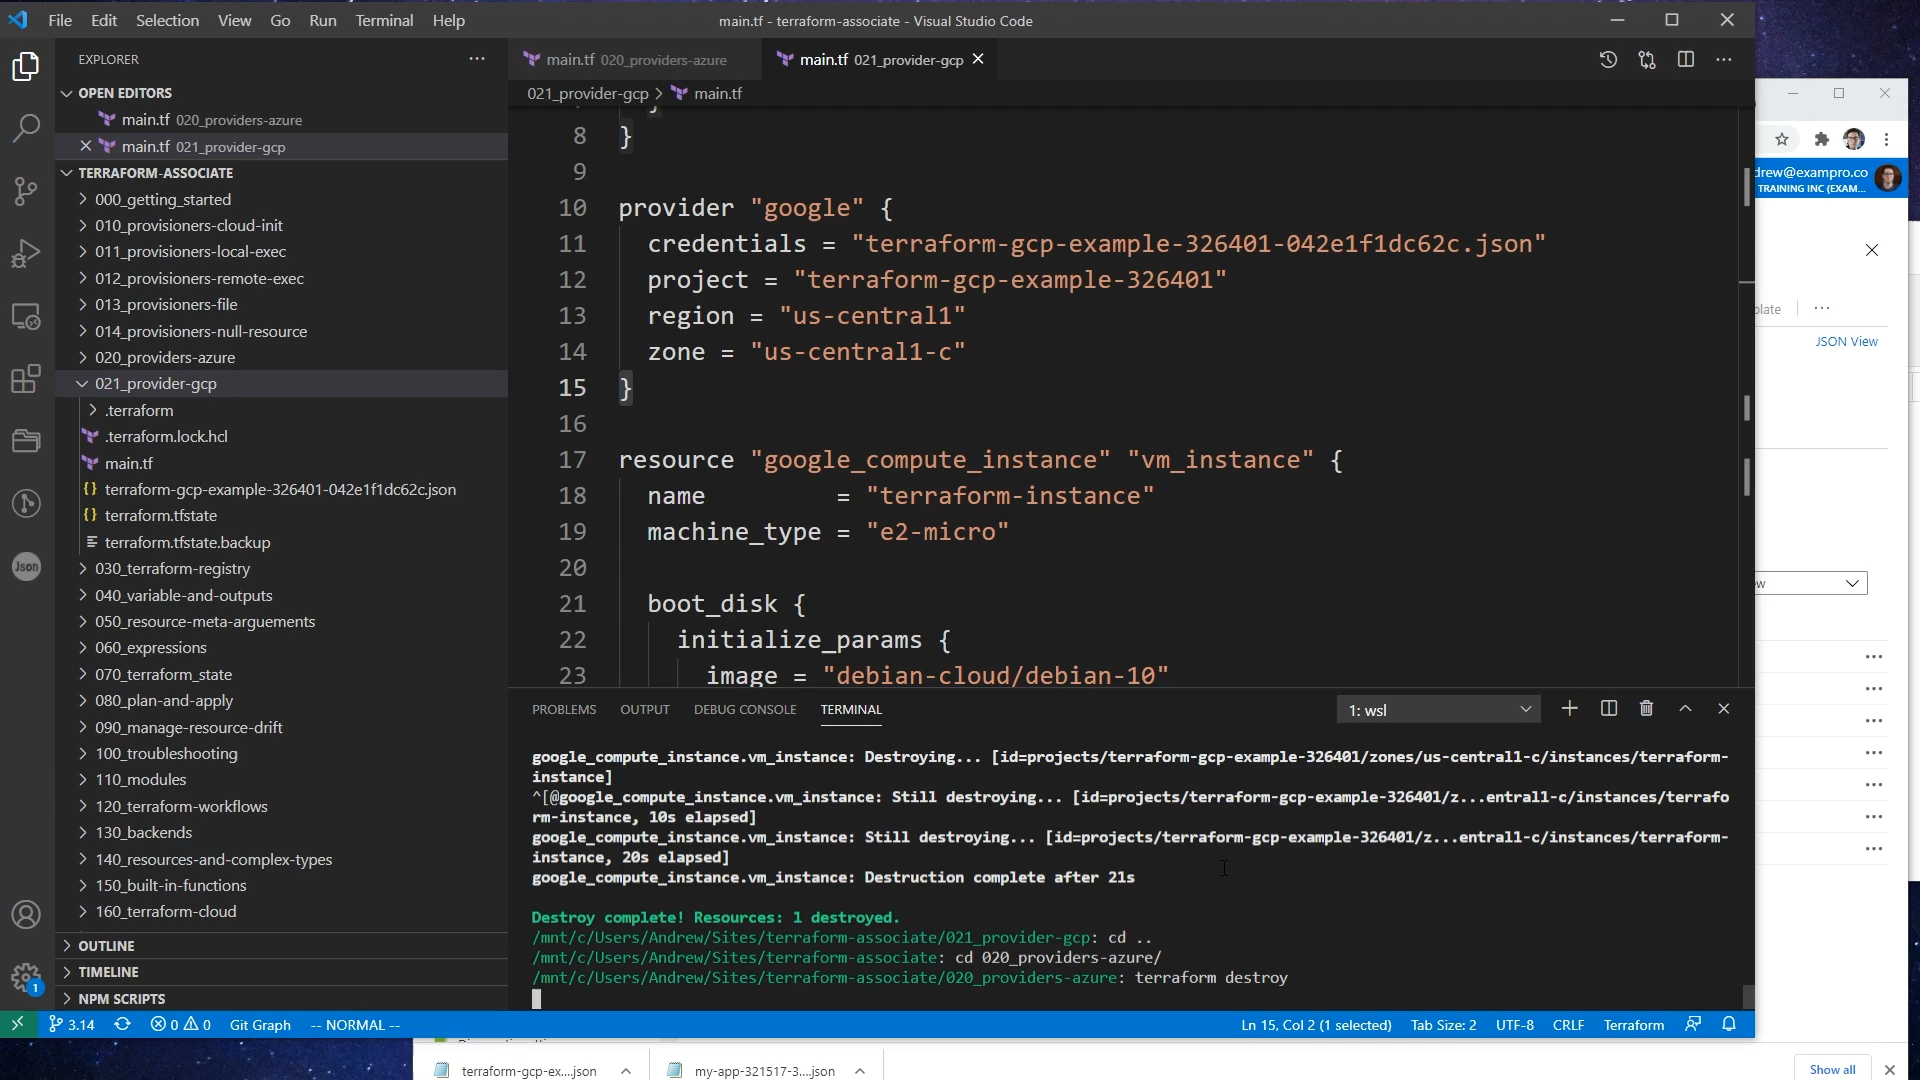 File Edit Selection View Go Run Terminal Help
main.tf - terraform-associate - Visual Studio Code
EXPLORER
OPEN EDITORS
main.tf 020_providers-azure
main.tf 021_provider-gcp
TERRAFORM-ASSOCIATE
000_getting_started
010_provisioners-cloud-init
011_provisioners-local-exec
012_provisioners-remote-exec
013_provisioners-file
014_provisioners-null-resource
020_providers-azure
021_provider-gcp
.terraform
.terraform.lock.hcl
main.tf
terraform-gcp-example-326401-042e1f1dc62c.json
terraform.tfstate
terraform.tfstate.backup
030_terraform-registry
040_variable-and-outputs
050_resource-meta-arguements
060_expressions
070_terraform_state
080_plan-and-apply
090_manage-resource-drift
100_troubleshooting
110_modules
120_terraform-workflows
130_backends
140_resources-and-complex-types
150_built-in-functions
160_terraform-cloud
OUTLINE
TIMELINE
NPM SCRIPTS
Json
1
main.tf 020_providers-azure
main.tf 021_provider-gcp
021_provider-gcp > main.tf
8 }
9
10 provider "google" {
11 credentials = "terraform-gcp-example-326401-042e1f1dc62c.json"
12 project = "terraform-gcp-example-326401"
13 region = "us-central1"
14 zone = "us-central1-c"
15 }
16
17 resource "google_compute_instance" "vm_instance" {
18 name = "terraform-instance"
19 machine_type = "e2-micro"
20
21 boot_disk {
22 initialize_params {
23 image = "debian-cloud/debian-10"
PROBLEMS OUTPUT DEBUG CONSOLE TERMINAL
1: wsl
google_compute_instance.vm_instance: Destroying... [id=projects/terraform-gcp-example-326401/zones/us-central1-c/instances/terraform-
instance]
^[@google_compute_instance.vm_instance: Still destroying... [id=projects/terraform-gcp-example-326401/z...entral1-c/instances/terrafo
rm-instance, 10s elapsed]
google_compute_instance.vm_instance: Still destroying... [id=projects/terraform-gcp-example-326401/z...entral1-c/instances/terraform-
instance, 20s elapsed]
google_compute_instance.vm_instance: Destruction complete after 21s
Destroy complete! Resources: 1 destroyed.
/mnt/c/Users/Andrew/Sites/terraform-associate/021_provider-gcp: cd ..
/mnt/c/Users/Andrew/Sites/terraform-associate: cd 020_providers-azure/
/mnt/c/Users/Andrew/Sites/terraform-associate/020_providers-azure: terraform destroy
3.14 0 0 Git Graph -- NORMAL --
Ln 15, Col 2 (1 selected) Tab Size: 2 UTF-8 CRLF Terraform
drew@exampro.co
TRAINING INC (EXAM...
plate
JSON View
terraform-gcp-ex....json
my-app-321517-3....json
Show all